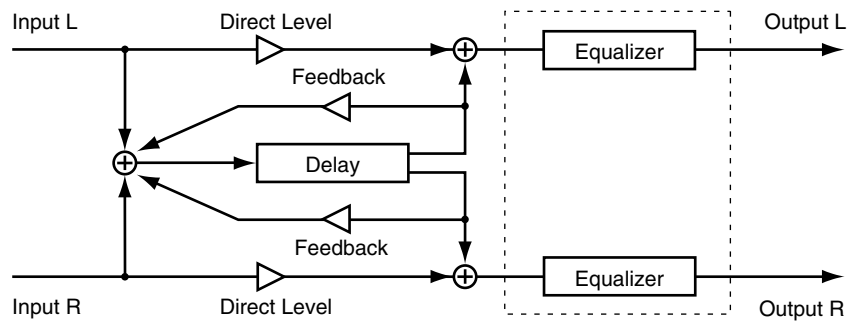 Input L
Direct Level
Output L
Equalizer
Feedback
Delay
Feedback
Equalizer
Input R
Direct Level
Output R